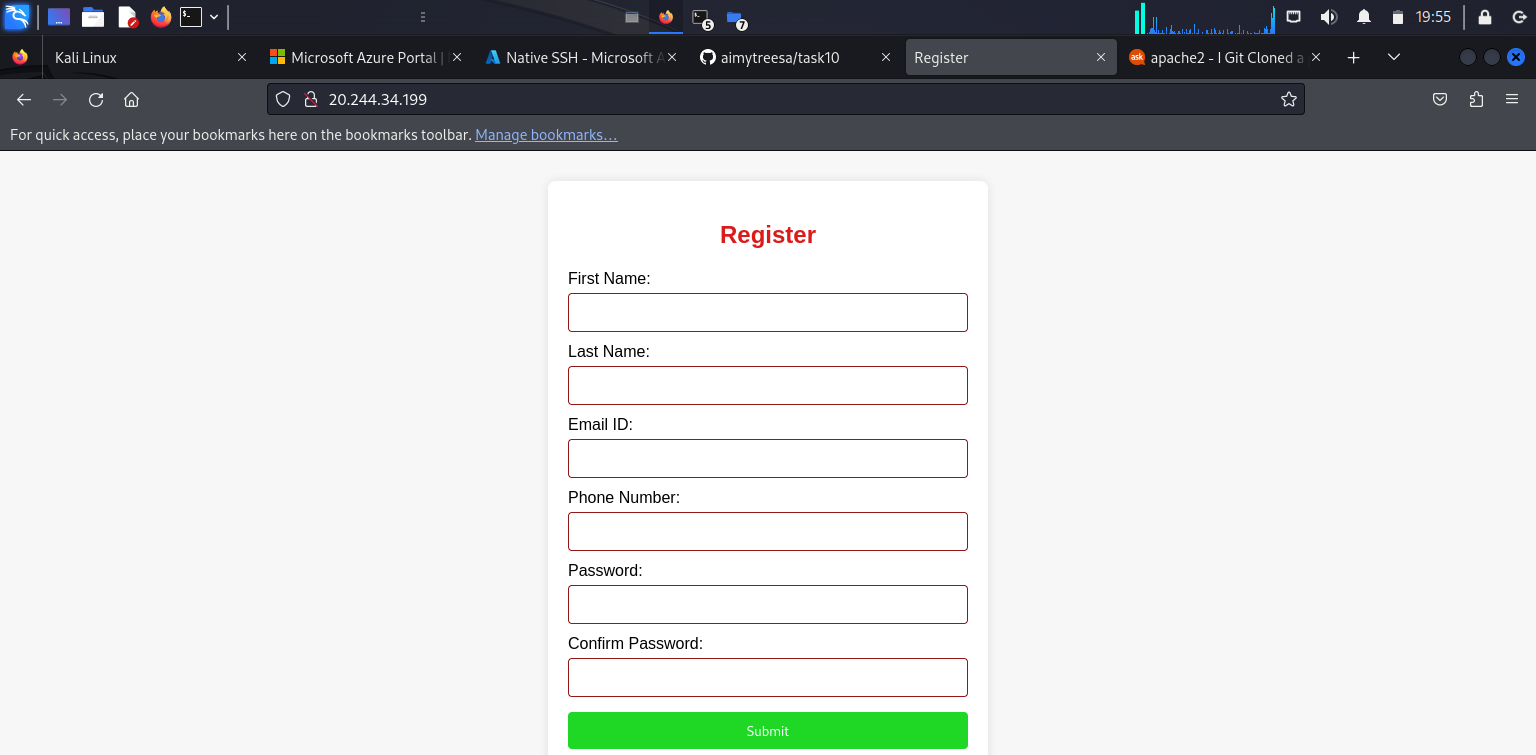 5 7 19:55
Kali Linux Microsoft Azure Portal | Native SSH - Microsoft A aimytreesa/task10 Register ask apache2 - I Git Cloned a
20.244.34.199
For quick access, place your bookmarks here on the bookmarks toolbar. Manage bookmarks...
Register
First Name:
Last Name:
Email ID:
Phone Number:
Password:
Confirm Password:
Submit